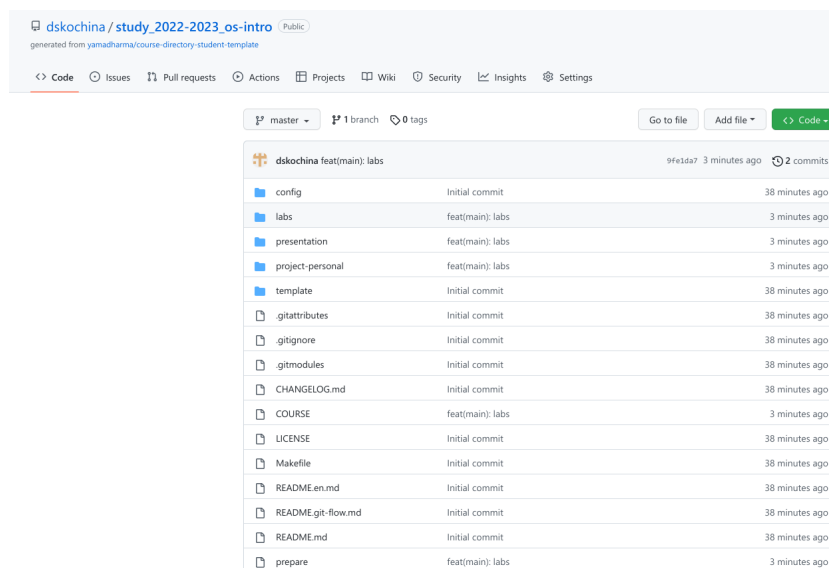 dskochina / study_2022-2023_os-intro Public
generated from yamadharma/course-directory-student-template
<> Code Issues Pull requests Actions Projects Wiki Security Insights Settings
master 1 branch 0 tags Go to file Add file <> Code
dskochina feat(main): labs 9fe1da7 3 minutes ago 2 commits
config Initial commit 38 minutes ago
labs feat(main): labs 3 minutes ago
presentation feat(main): labs 3 minutes ago
project-personal feat(main): labs 3 minutes ago
template Initial commit 38 minutes ago
.gitattributes Initial commit 38 minutes ago
.gitignore Initial commit 38 minutes ago
.gitmodules Initial commit 38 minutes ago
CHANGELOG.md Initial commit 38 minutes ago
COURSE feat(main): labs 3 minutes ago
LICENSE Initial commit 38 minutes ago
Makefile Initial commit 38 minutes ago
README.en.md Initial commit 38 minutes ago
README.git-flow.md Initial commit 38 minutes ago
README.md Initial commit 38 minutes ago
prepare feat(main): labs 3 minutes ago